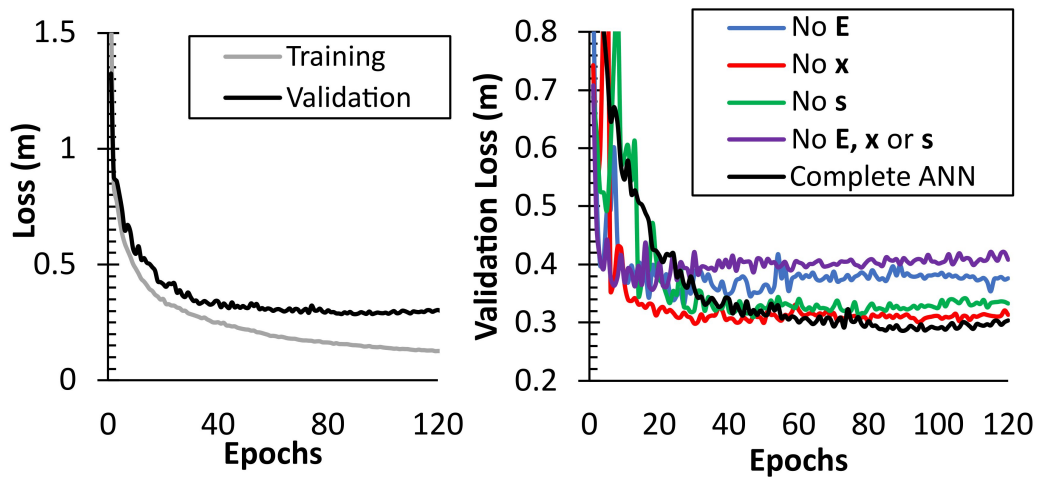 1.5
1
0.5
0
Loss (m)
Training
Validation
0
40
80
120
Epochs
0.8
0.7
0.6
0.5
0.4
0.3
0.2
Validation Loss (m)
No E
No x
No s
No E, x or s
Complete ANN
0
20
40
60
80
100
120
Epochs